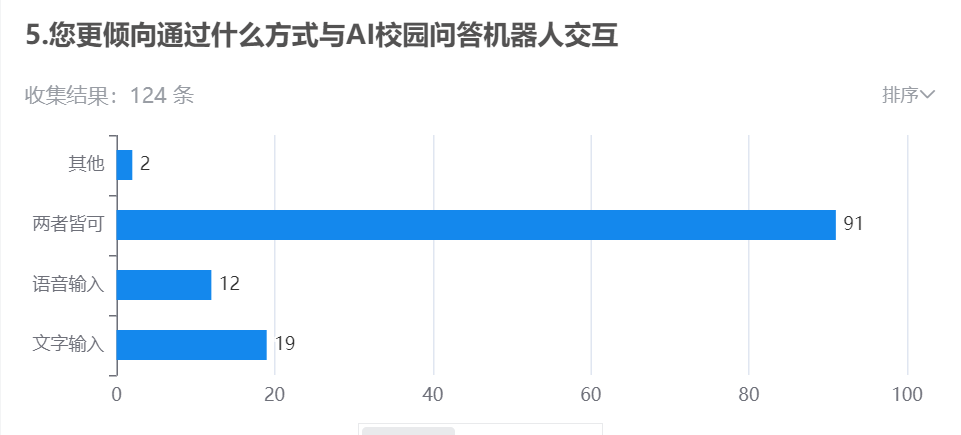 5.您更倾向通过什么方式与AI校园问答机器人交互
收集结果：124 条
排序
其他 2
两者皆可 91
语音输入 12
文字输入 19
0 20 40 60 80 100